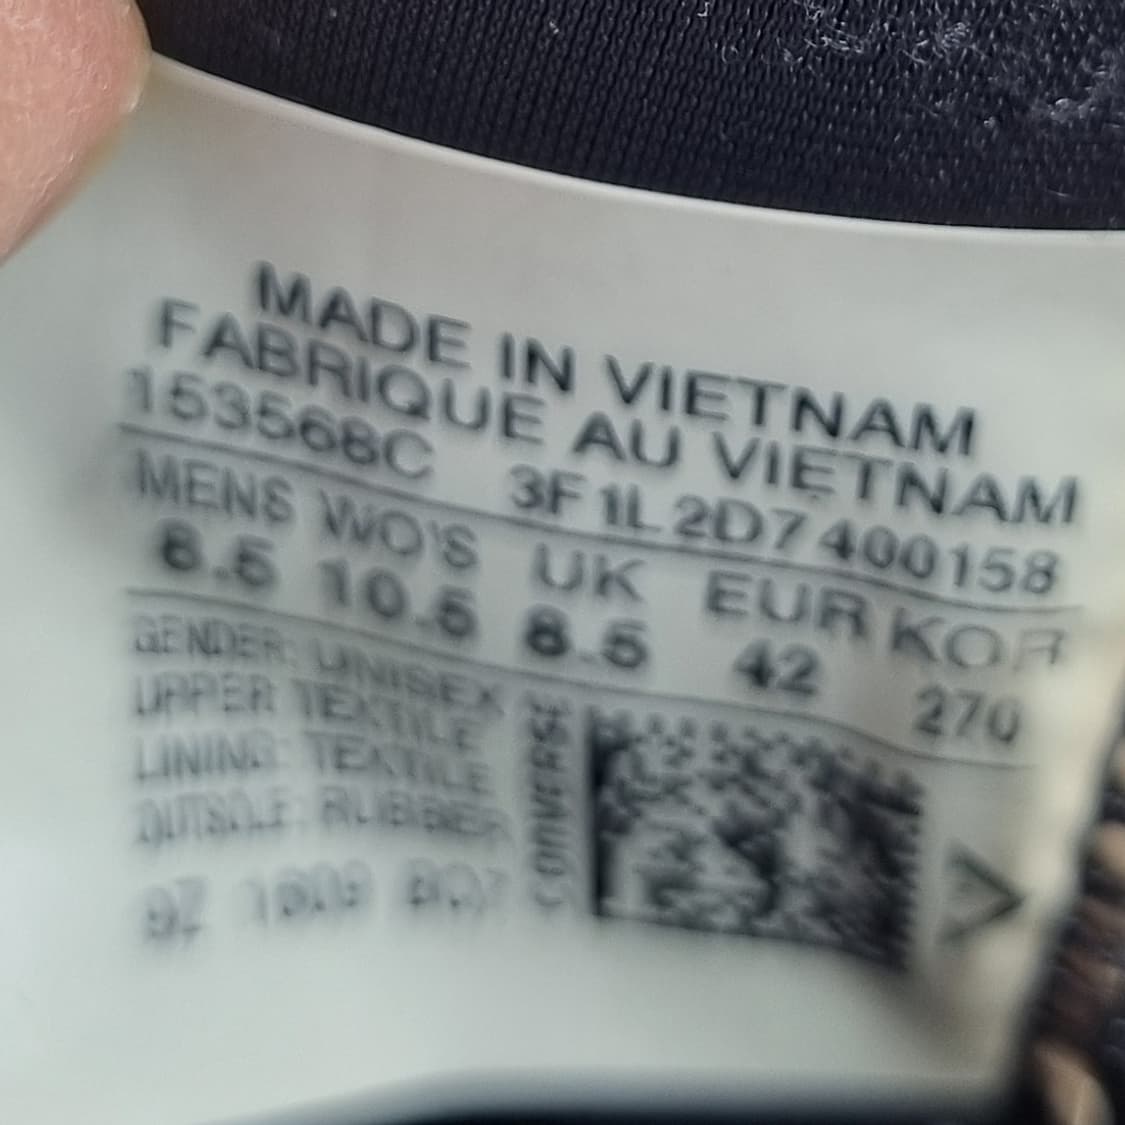 MADE IN VIETNAM
FABRIQUE AU VIETNAM
153568C 3F1L2D7400158
MENS WO'S UK EUR KOR
8.5 10.5 8.5 42 270
GENDER: UNISEX
UPPER: TEXTILE
LINING: TEXTILE
OUTSOLE: RUBBER
CONVERSE